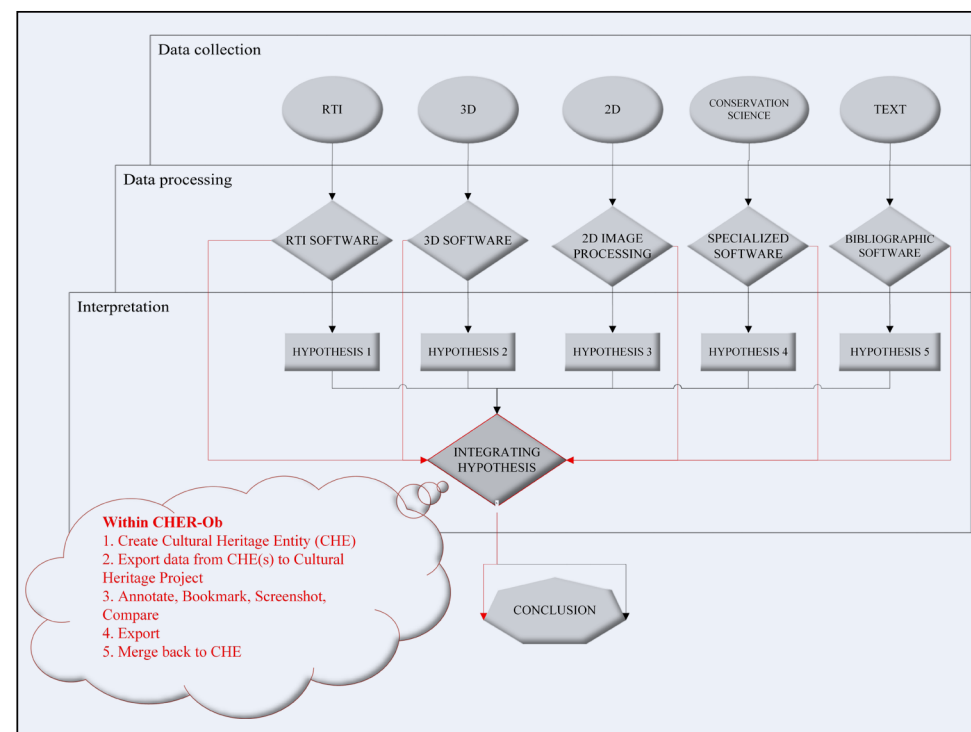 Data collection
RTI
3D
2D
CONSERVATION
SCIENCE
TEXT
Data processing
RTI SOFTWARE
3D SOFTWARE
2D IMAGE
PROCESSING
SPECIALIZED
SOFTWARE
BIBLIOGRAPHIC
SOFTWARE
Interpretation
HYPOTHESIS 1
HYPOTHESIS 2
HYPOTHESIS 3
HYPOTHESIS 4
HYPOTHESIS 5
INTEGRATING
HYPOTHESIS
Within CHER-Ob
1. Create Cultural Heritage Entity (CHE)
2. Export data from CHE(s) to Cultural
Heritage Project
3. Annotate, Bookmark, Screenshot,
Compare
4. Export
5. Merge back to CHE
CONCLUSION